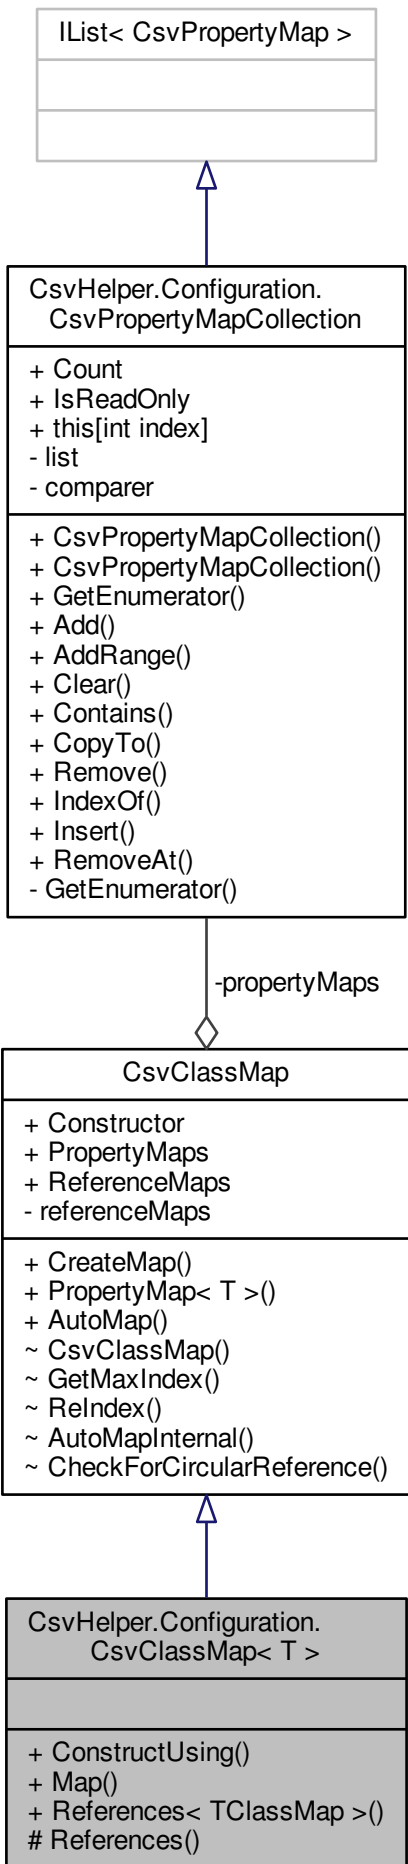 IList< CsvPropertyMap >
CsvHelper.Configuration.
CsvPropertyMapCollection
+ Count
+ IsReadOnly
+ this[int index]
- list
- comparer
+ CsvPropertyMapCollection()
+ CsvPropertyMapCollection()
+ GetEnumerator()
+ Add()
+ AddRange()
+ Clear()
+ Contains()
+ CopyTo()
+ Remove()
+ IndexOf()
+ Insert()
+ RemoveAt()
- GetEnumerator()
-propertyMaps
CsvClassMap
+ Constructor
+ PropertyMaps
+ ReferenceMaps
- referenceMaps
+ CreateMap()
+ PropertyMap< T >()
+ AutoMap()
~ CsvClassMap()
~ GetMaxIndex()
~ ReIndex()
~ AutoMapInternal()
~ CheckForCircularReference()
CsvHelper.Configuration.
CsvClassMap< T >
+ ConstructUsing()
+ Map()
+ References< TClassMap >()
# References()